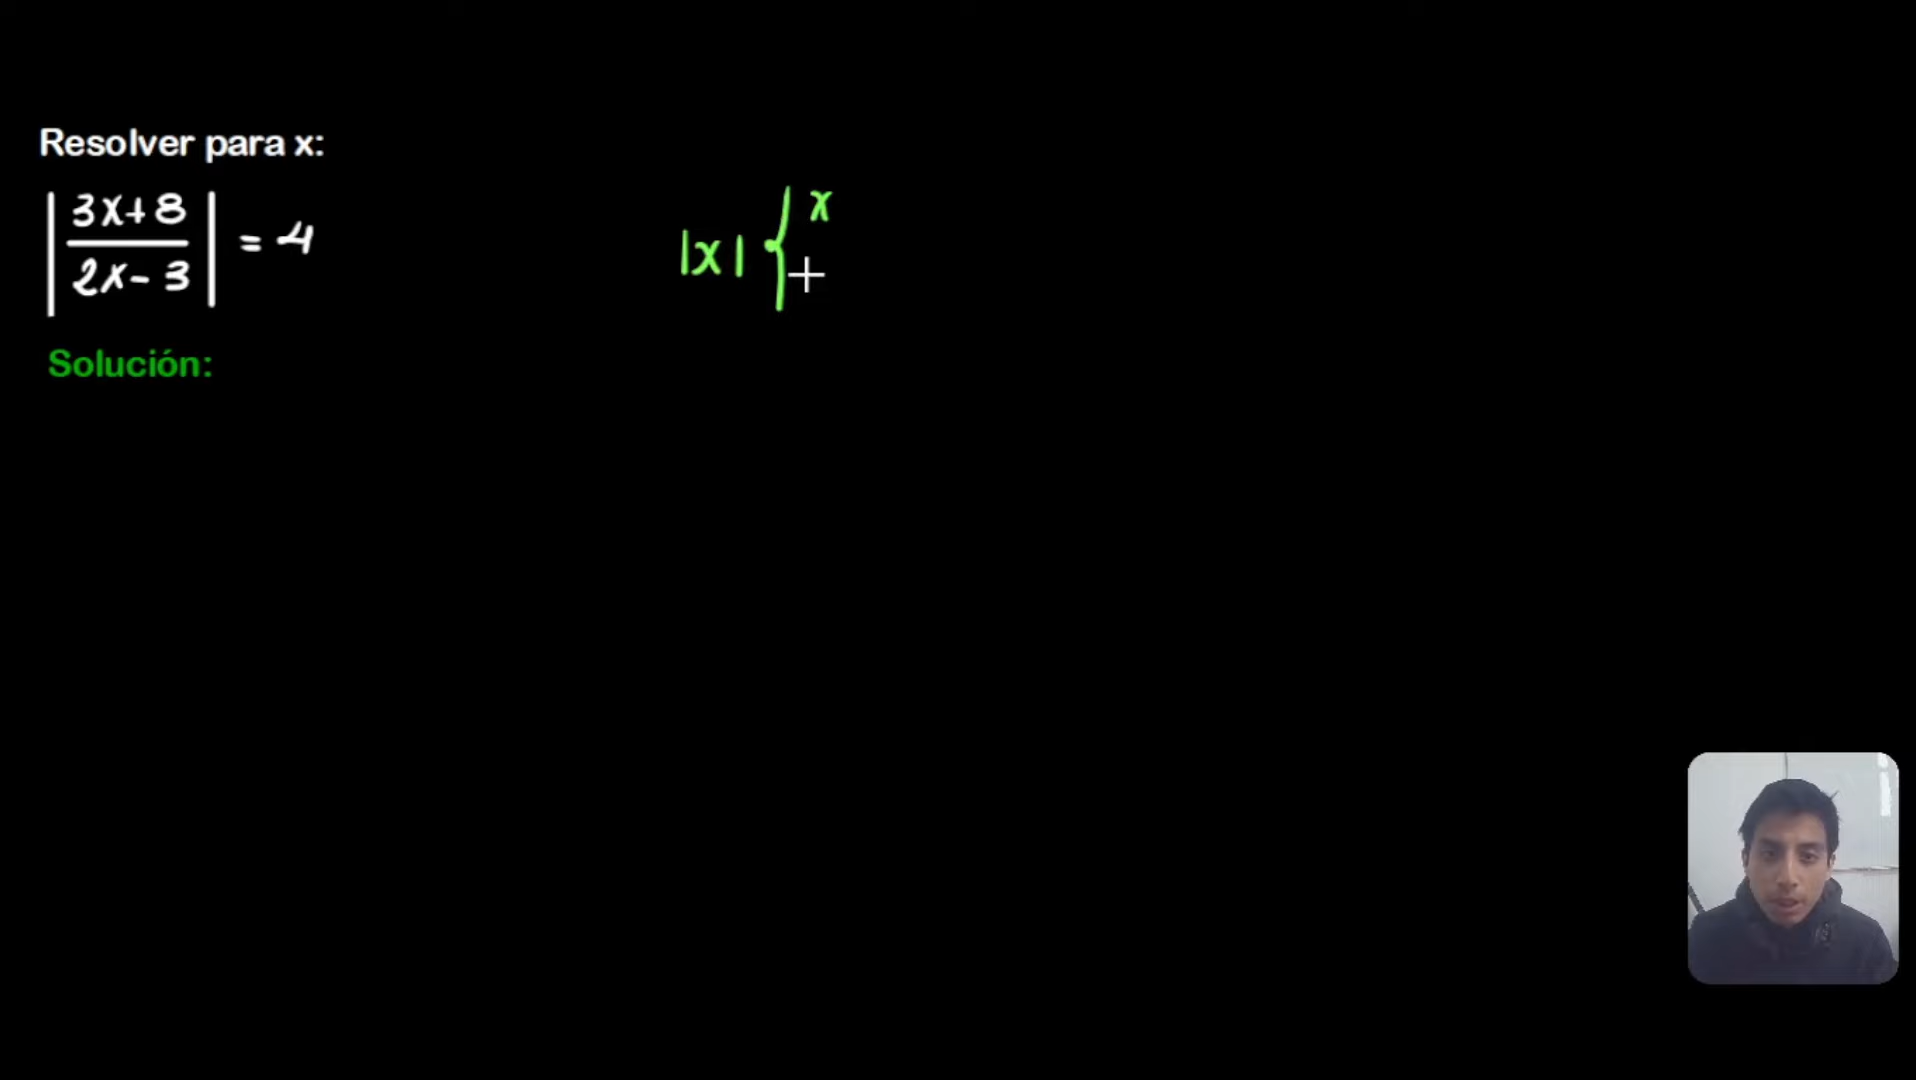 Resolver para x:
|3x+8 / 2x-3| = 4
|x| { x
Solución: